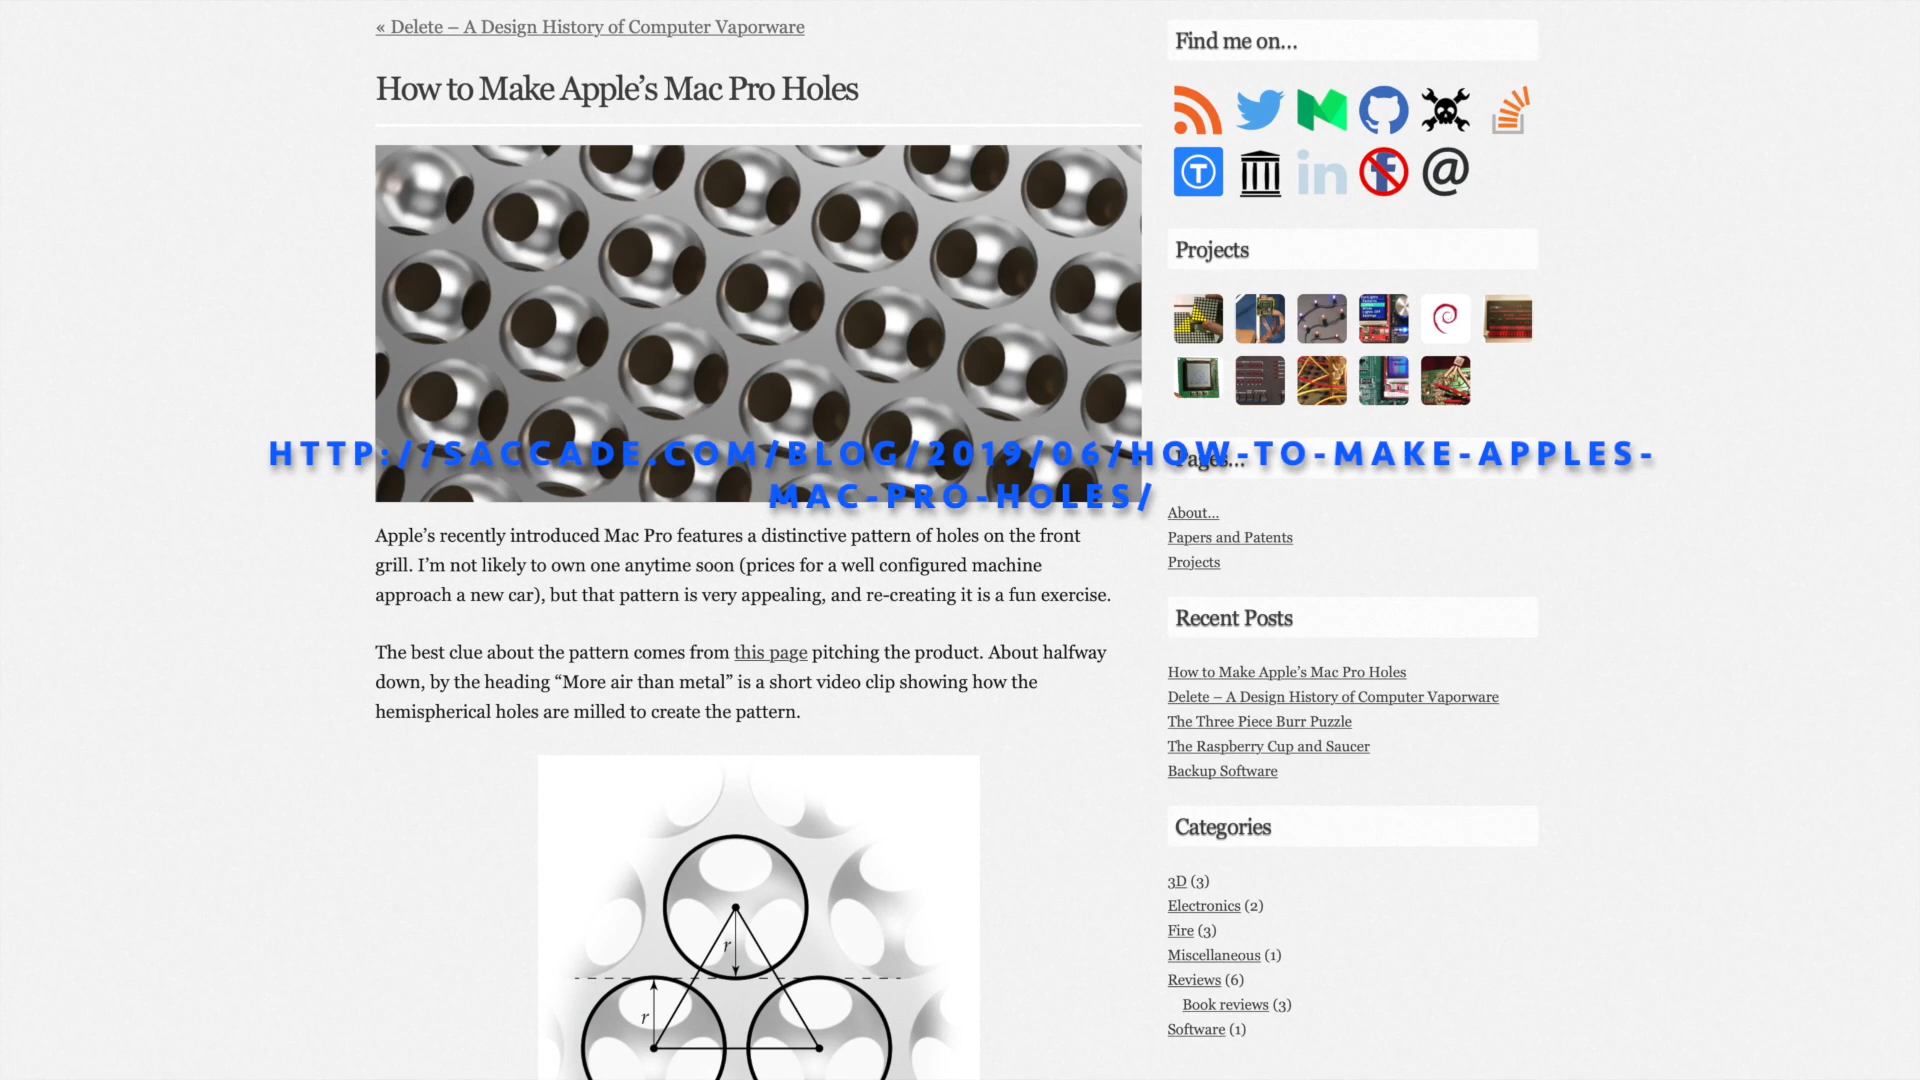 « Delete – A Design History of Computer Vaporware
How to Make Apple’s Mac Pro Holes
HTTP://SACCADE.COM/BLOG/2019/06/HOW-TO-MAKE-APPLES-
MAC-PRO-HOLES/
Apple’s recently introduced Mac Pro features a distinctive pattern of holes on the front
grill. I’m not likely to own one anytime soon (prices for a well configured machine
approach a new car), but that pattern is very appealing, and re-creating it is a fun exercise.
The best clue about the pattern comes from this page pitching the product. About halfway
down, by the heading “More air than metal” is a short video clip showing how the
hemispherical holes are milled to create the pattern.
r
r
Find me on…
T
in
f
@
Projects
Pages…
About…
Papers and Patents
Projects
Recent Posts
How to Make Apple’s Mac Pro Holes
Delete – A Design History of Computer Vaporware
The Three Piece Burr Puzzle
The Raspberry Cup and Saucer
Backup Software
Categories
3D (3)
Electronics (2)
Fire (3)
Miscellaneous (1)
Reviews (6)
Book reviews (3)
Software (1)